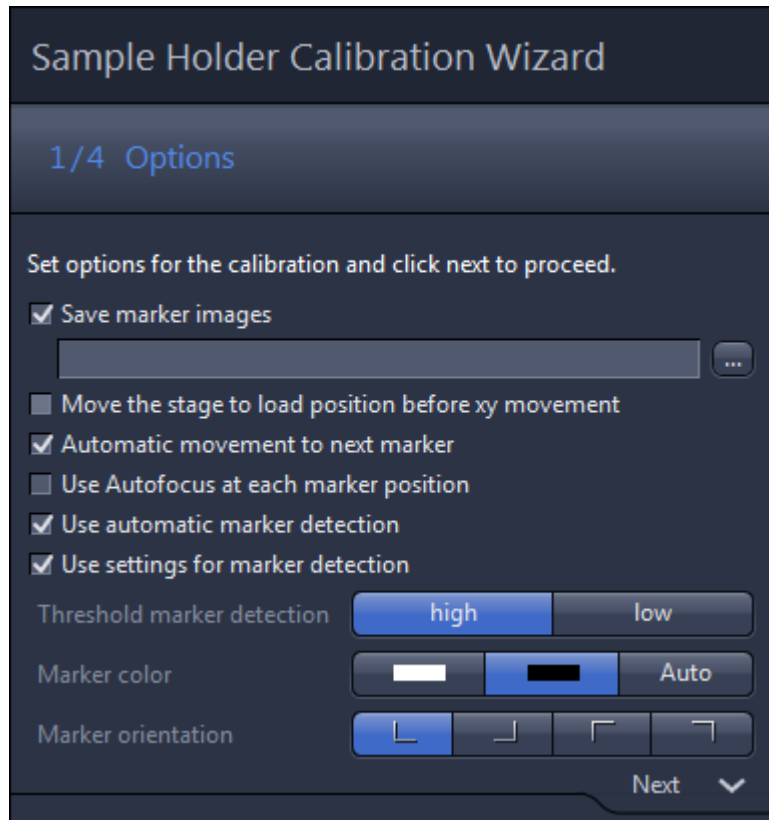 Sample Holder Calibration Wizard
1/4 Options
Set options for the calibration and click next to proceed.
Save marker images
...
Move the stage to load position before xy movement
Automatic movement to next marker
Use Autofocus at each marker position
Use automatic marker detection
Use settings for marker detection
Threshold marker detection high low
Marker color Auto
Marker orientation
Next